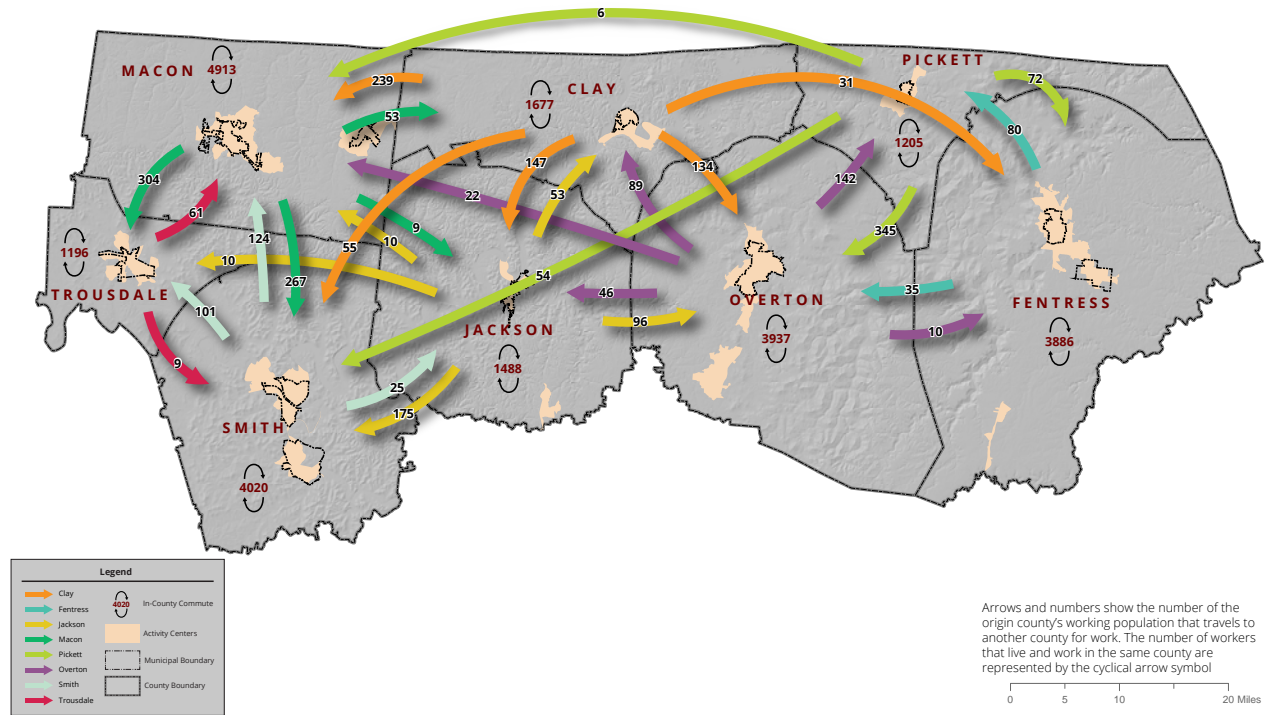 6
PICKETT
MACON
4913
239
CLAY
31
72
1677
53
80
1205
304
147
134
61
22
53
89
142
9
124
10
55
345
1196
10
267
54
TROUSDALE
101
46
35
OVERTON
FENTRESS
96
JACKSON
10
3937
3886
9
1488
25
175
SMITH
4020
Legend
Clay
Fentress
Jackson
Macon
Pickett
Overton
Smith
Trousdale
4020
In-County Commute
Activity Centers
Municipal Boundary
County Boundary
Arrows and numbers show the number of the
origin county's working population that travels to
another county for work. The number of workers
that live and work in the same county are
represented by the cyclical arrow symbol
0 5 10 20 Miles